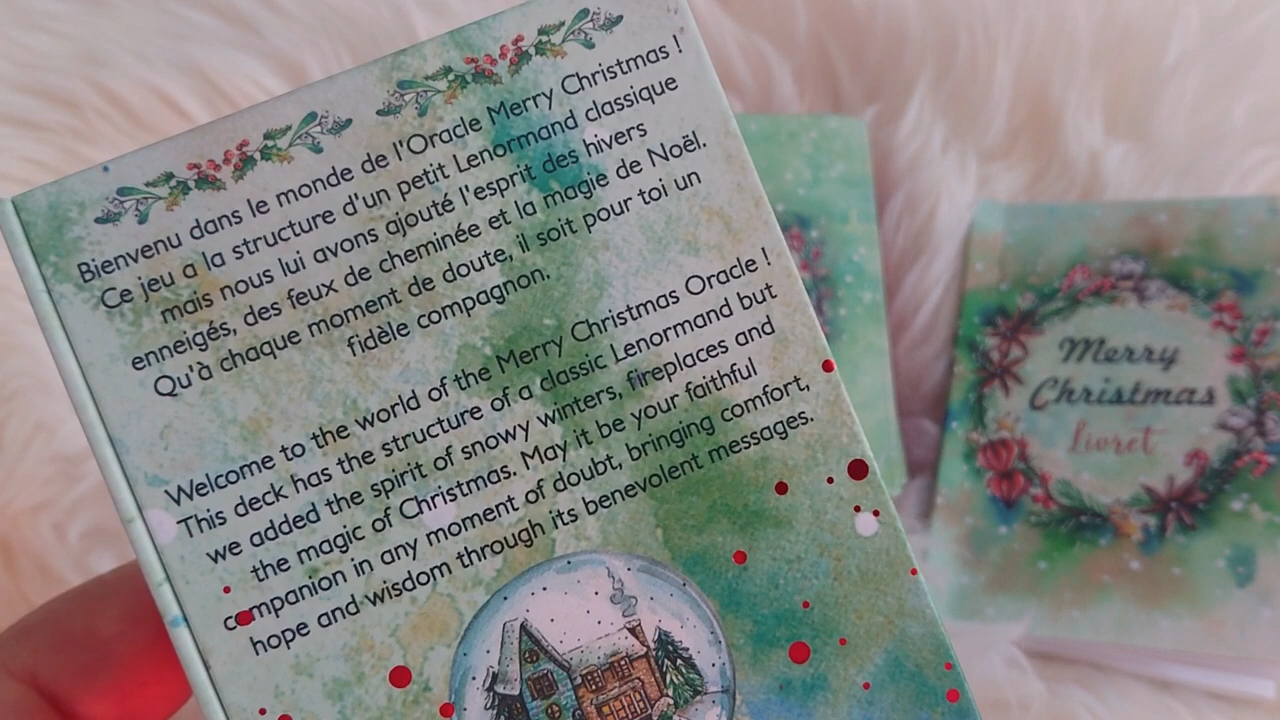 Bienvenu dans le monde de l'Oracle Merry Christmas !
Ce jeu a la structure d'un petit Lenormand classique
mais nous lui avons ajouté l'esprit des hivers
enneigés, des feux de cheminée et la magie de Noël.
Qu'à chaque moment de doute, il soit pour toi un
fidèle compagnon.
Welcome to the world of the Merry Christmas Oracle !
This deck has the structure of a classic Lenormand but
we added the spirit of snowy winters, fireplaces and
the magic of Christmas. May it be your faithful
companion in any moment of doubt, bringing comfort,
hope and wisdom through its benevolent messages.
Merry
Christmas
Livret